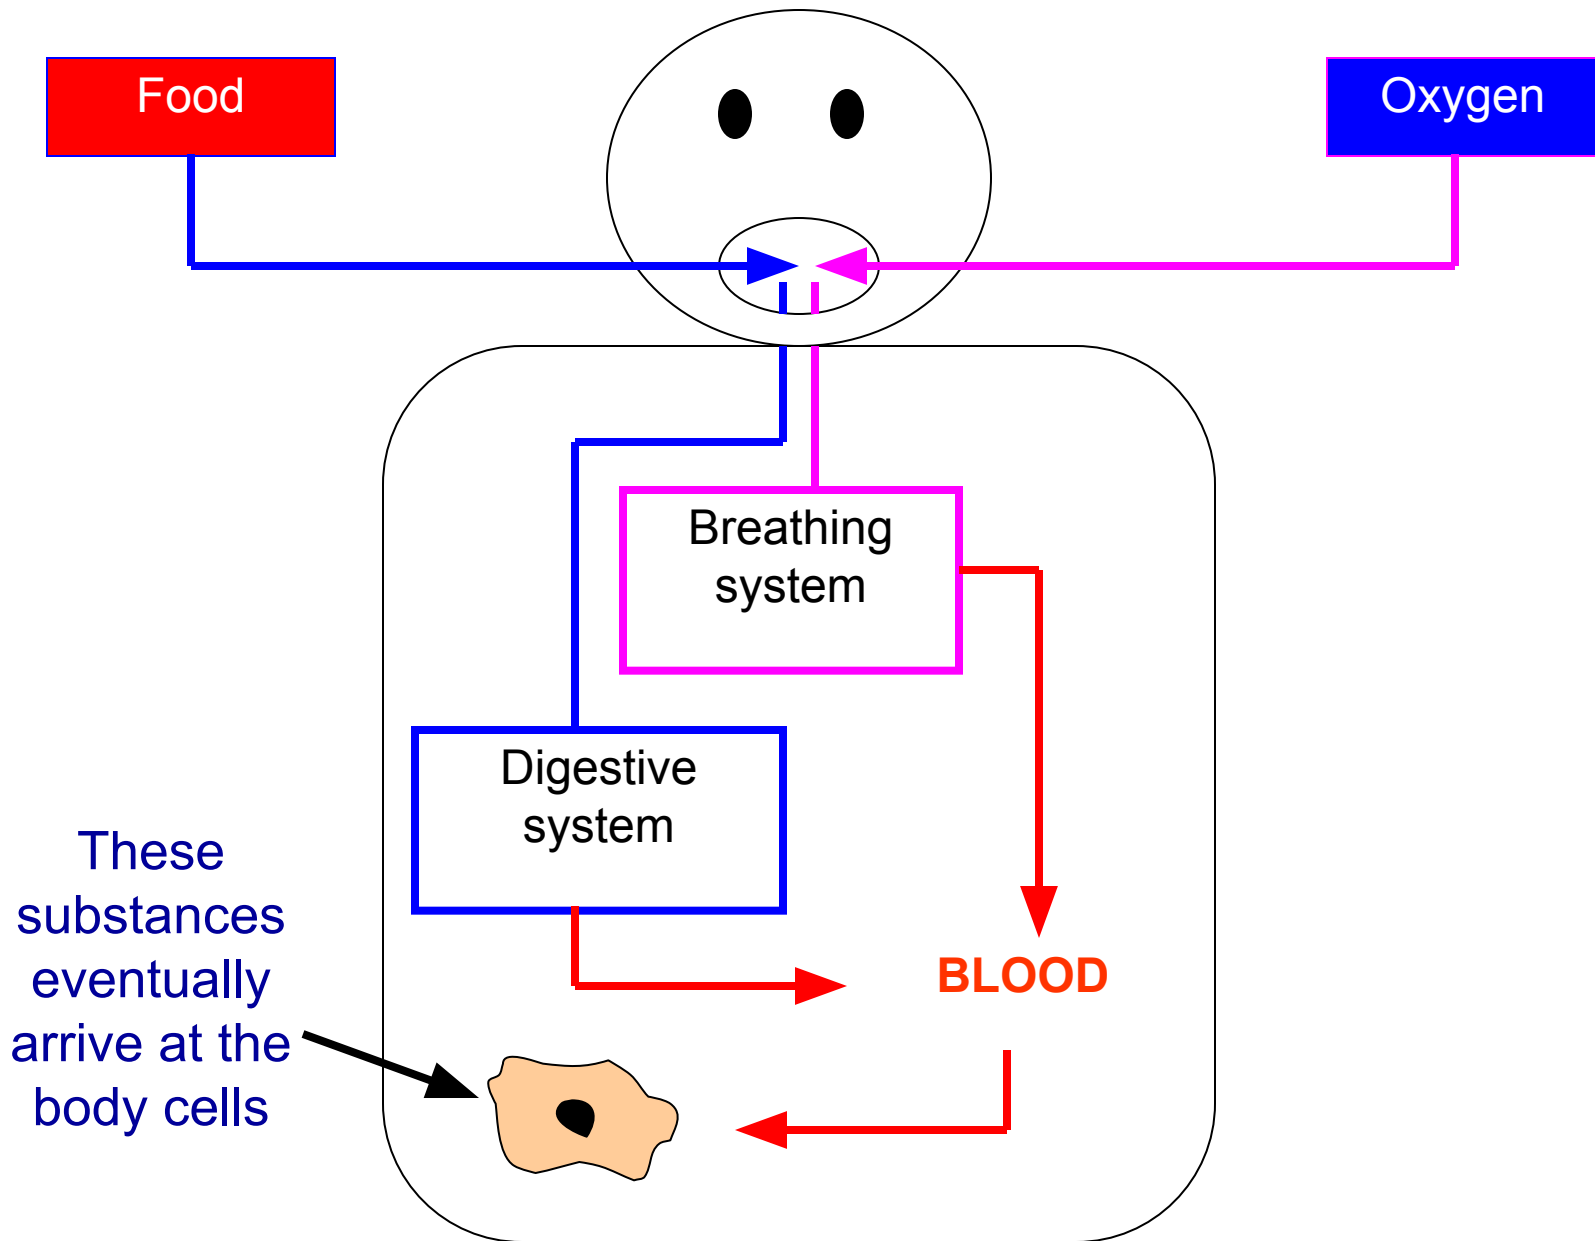 Food
Oxygen
Breathing
system
Digestive
system
These
substances
eventually
arrive at the
body cells
BLOOD